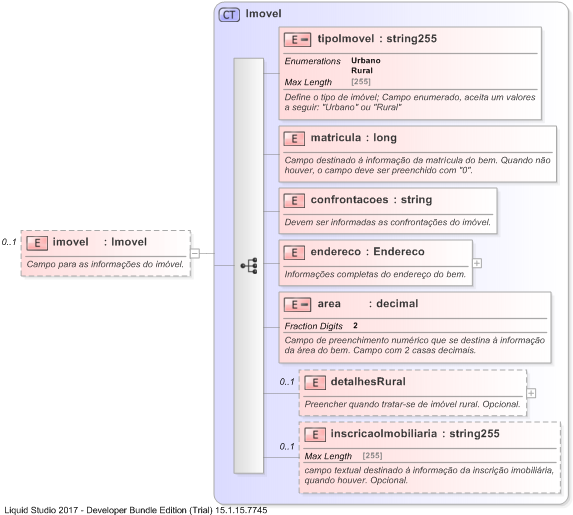 CT Imovel
E tipoImovel : string255
Enumerations Urbano
Rural
Max Length [255]
Define o tipo de imóvel; Campo enumerado, aceita um valores
a seguir: "Urbano" ou "Rural"
E matricula : long
Campo destinado à informação da matricula do bem. Quando não
houver, o campo deve ser preenchido com "0".
E confrontacoes : string
Devem ser informadas as confrontações do imóvel.
0..1 E imovel : Imovel
Campo para as informações do imóvel.
E endereco : Endereco
Informações completas do endereço do bem.
E area : decimal
Fraction Digits 2
Campo de preenchimento numérico que se destina à informação
da área do bem. Campo com 2 casas decimais.
0..1 E detalhesRural
Preencher quando tratar-se de imóvel rural. Opcional.
0..1 E inscricaoImobiliaria : string255
Max Length [255]
campo textual destinado à informação da inscrição imobiliária,
quando houver. Opcional.
Liquid Studio 2017 - Developer Bundle Edition (Trial) 15.1.15.7745